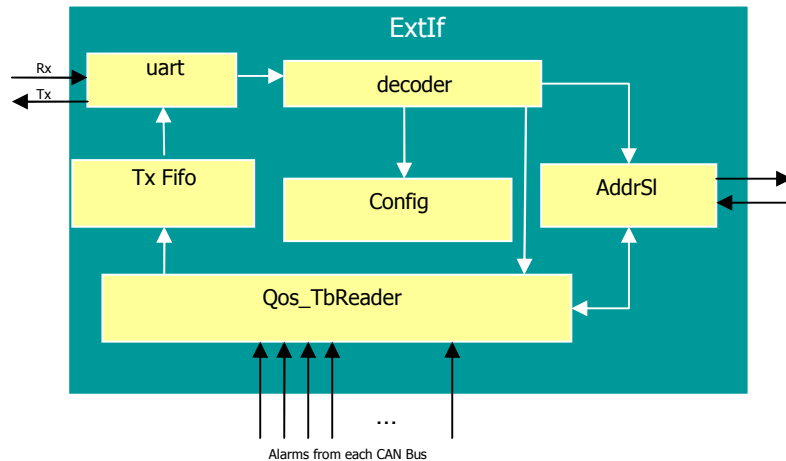 ExtIf
uart
Rx
Tx
decoder
Tx Fifo
Config
AddrSl
Qos_TbReader
...
Alarms from each CAN Bus